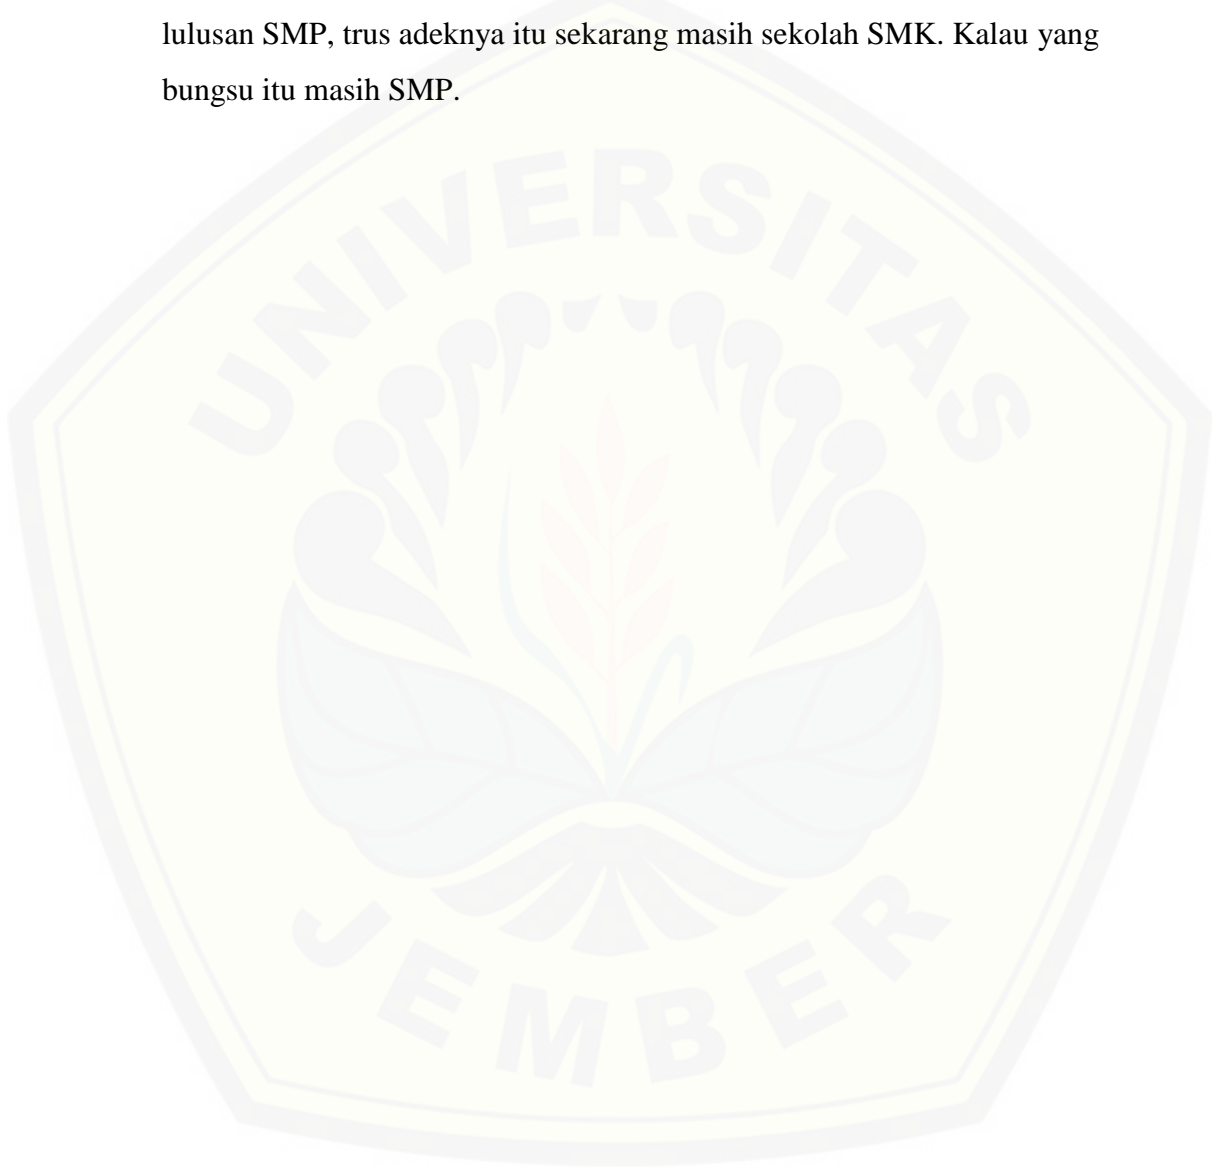 lulusan SMP, trus adeknya itu sekarang masih sekolah SMK. Kalau yang
bungsu itu masih SMP.
UNIVERSITAS
JEMBER